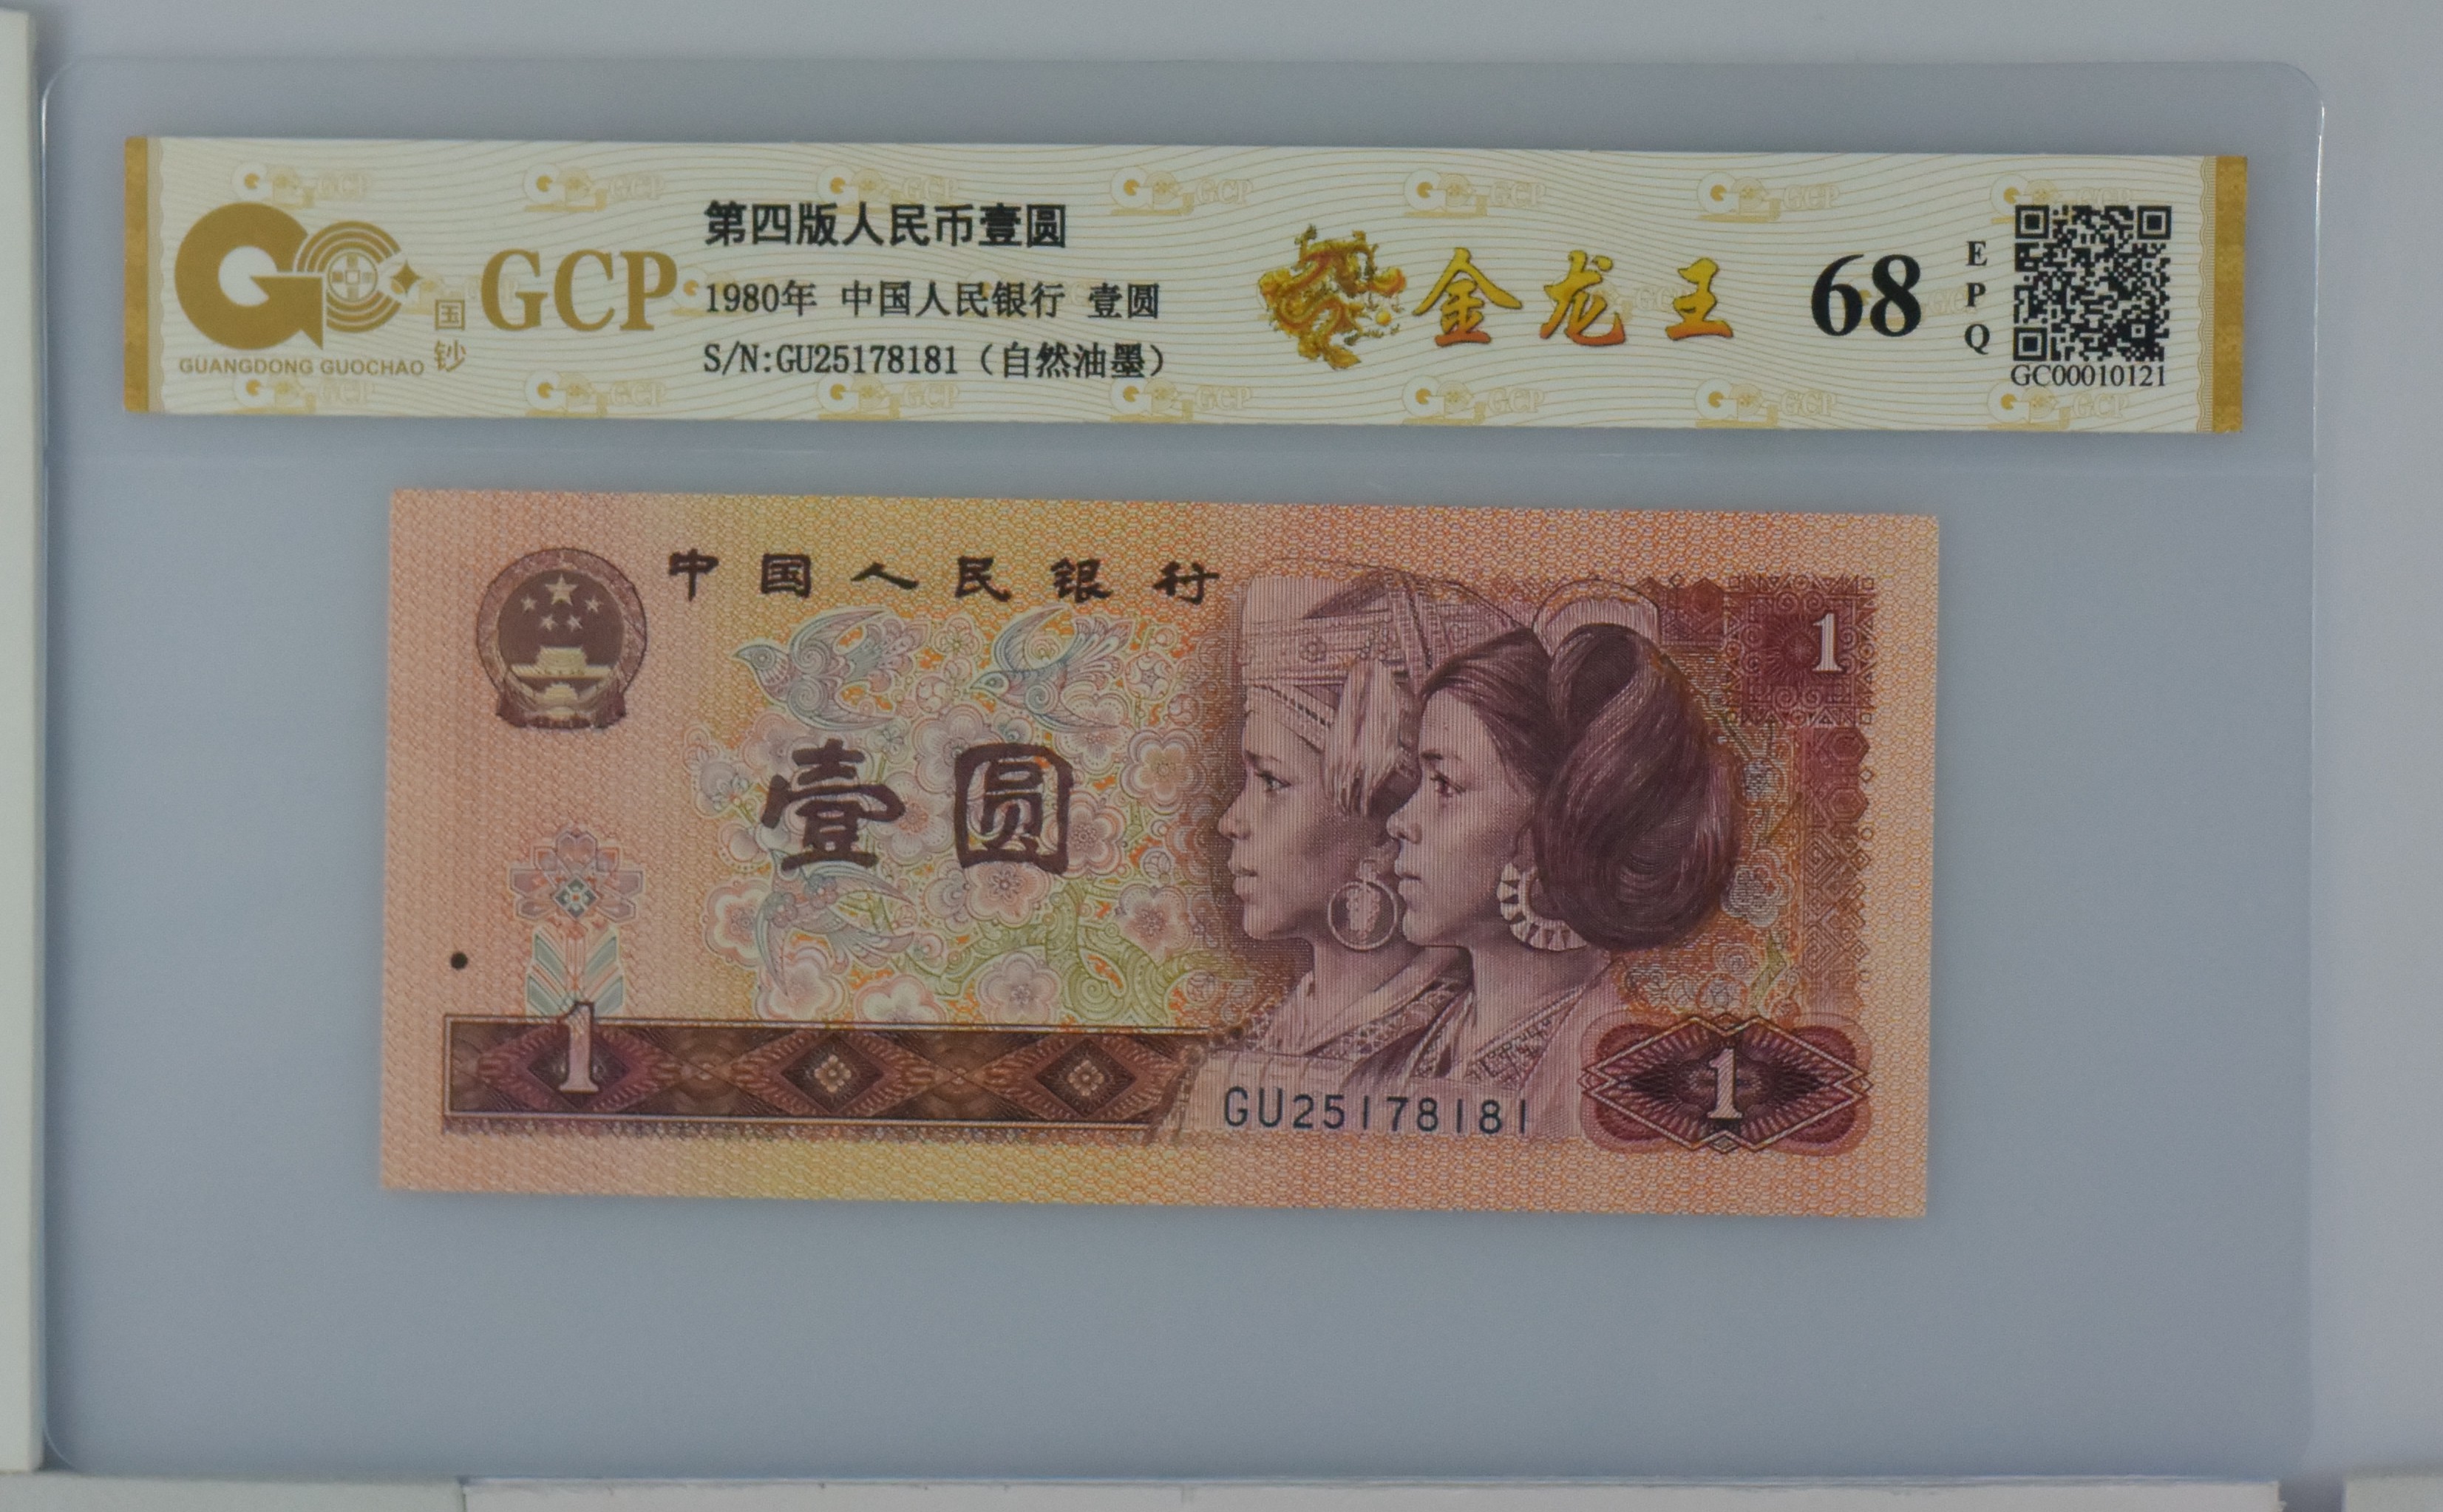 GCP
国钞
GUANGDONG GUOCHAO
第四版人民币壹圆
1980年 中国人民银行 壹圆
S/N:GU25178181（自然油墨）
金龙王
68
EPQ
GC00010121
中国人民银行
1
壹圆
1
GU25178181
1